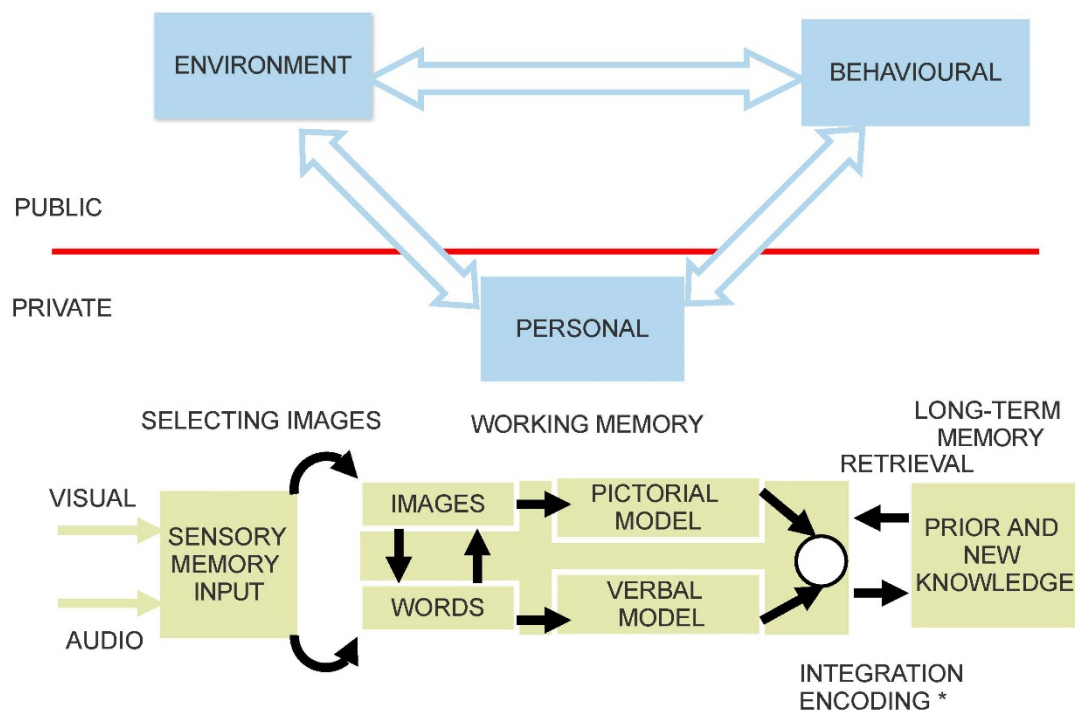 ENVIRONMENT
BEHAVIOURAL
PUBLIC
PRIVATE
PERSONAL
SELECTING IMAGES
WORKING MEMORY
LONG-TERM
MEMORY
RETRIEVAL
VISUAL
IMAGES
PICTORIAL
MODEL
SENSORY
MEMORY
INPUT
PRIOR AND
NEW
KNOWLEDGE
WORDS
VERBAL
MODEL
AUDIO
INTEGRATION
ENCODING *